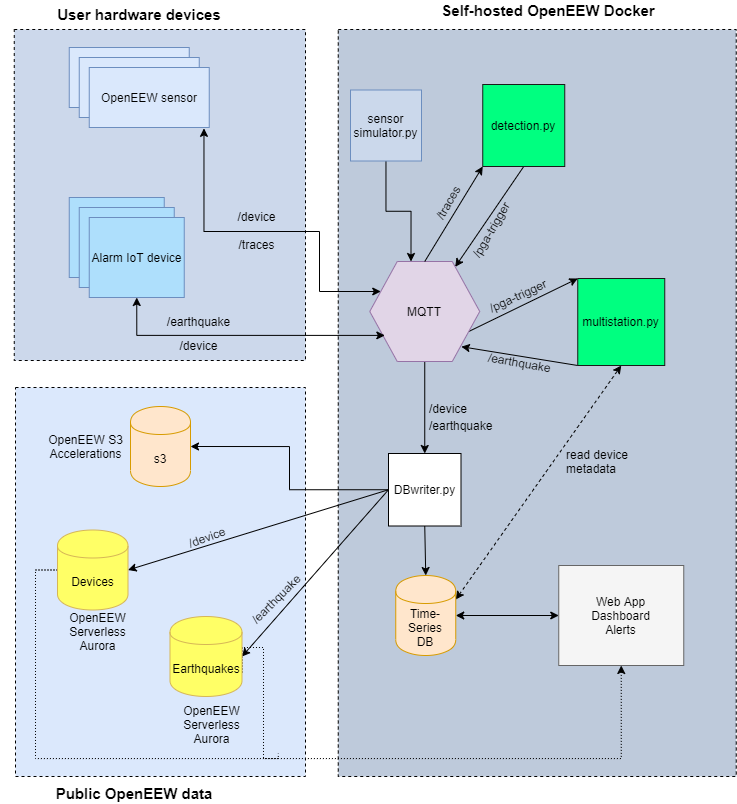 User hardware devices
Self-hosted OpenEEW Docker
OpenEEW sensor
sensor
simulator.py
detection.py
/device
/traces
/traces
/pga-trigger
Alarm IoT device
MQTT
/pga-trigger
multistation.py
/earthquake
/device
/earthquake
/device
/earthquake
OpenEEW S3
Accelerations
s3
read device
metadata
DBwriter.py
/device
Devices
OpenEEW
Serverless
Aurora
/earthquake
Time-
Series
DB
Web App
Dashboard
Alerts
Earthquakes
OpenEEW
Serverless
Aurora
Public OpenEEW data